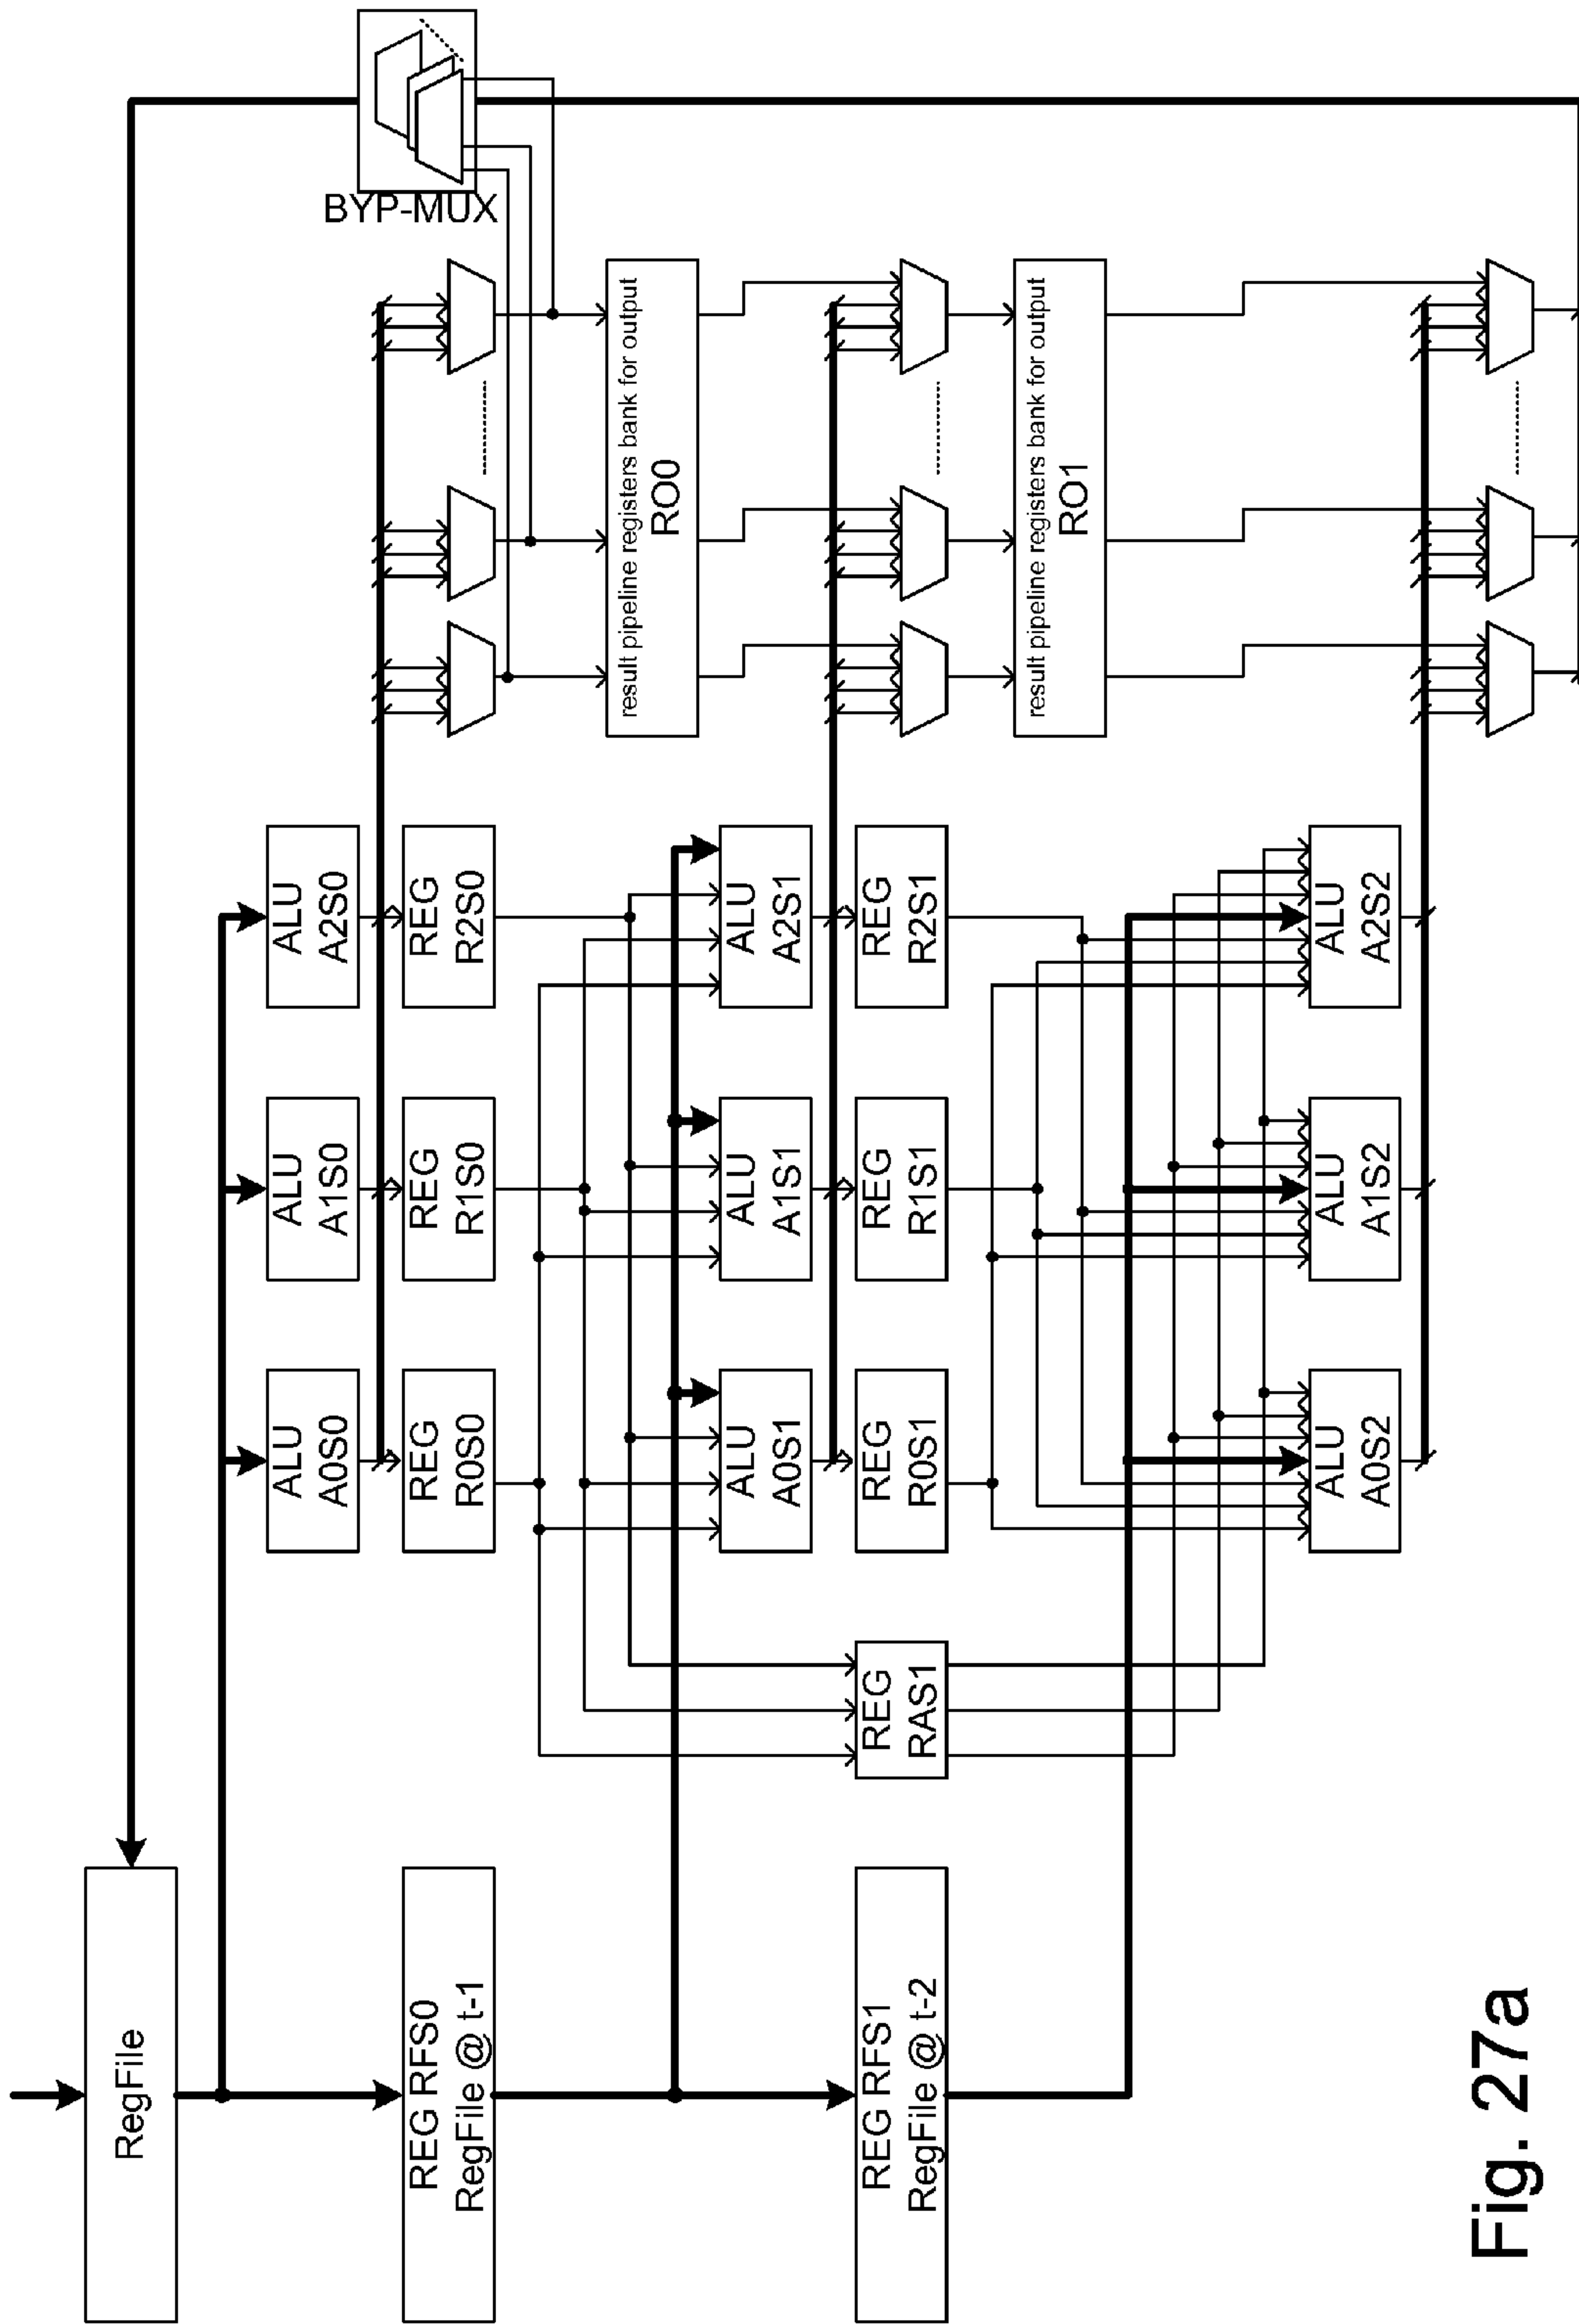 RegFile
REG RFS0
RegFile @ t-1
REG RFS1
RegFile @ t-2
REG
RAS1
ALU
A0S0
REG
R0S0
ALU
A0S1
REG
R0S1
ALU
A0S2
ALU
A1S0
REG
R1S0
ALU
A1S1
REG
R1S1
ALU
A1S2
ALU
A2S0
REG
R2S0
ALU
A2S1
REG
R2S1
ALU
A2S2
BYP-MUX
result pipeline registers bank for output
RO0
result pipeline registers bank for output
RO1
Fig. 27a